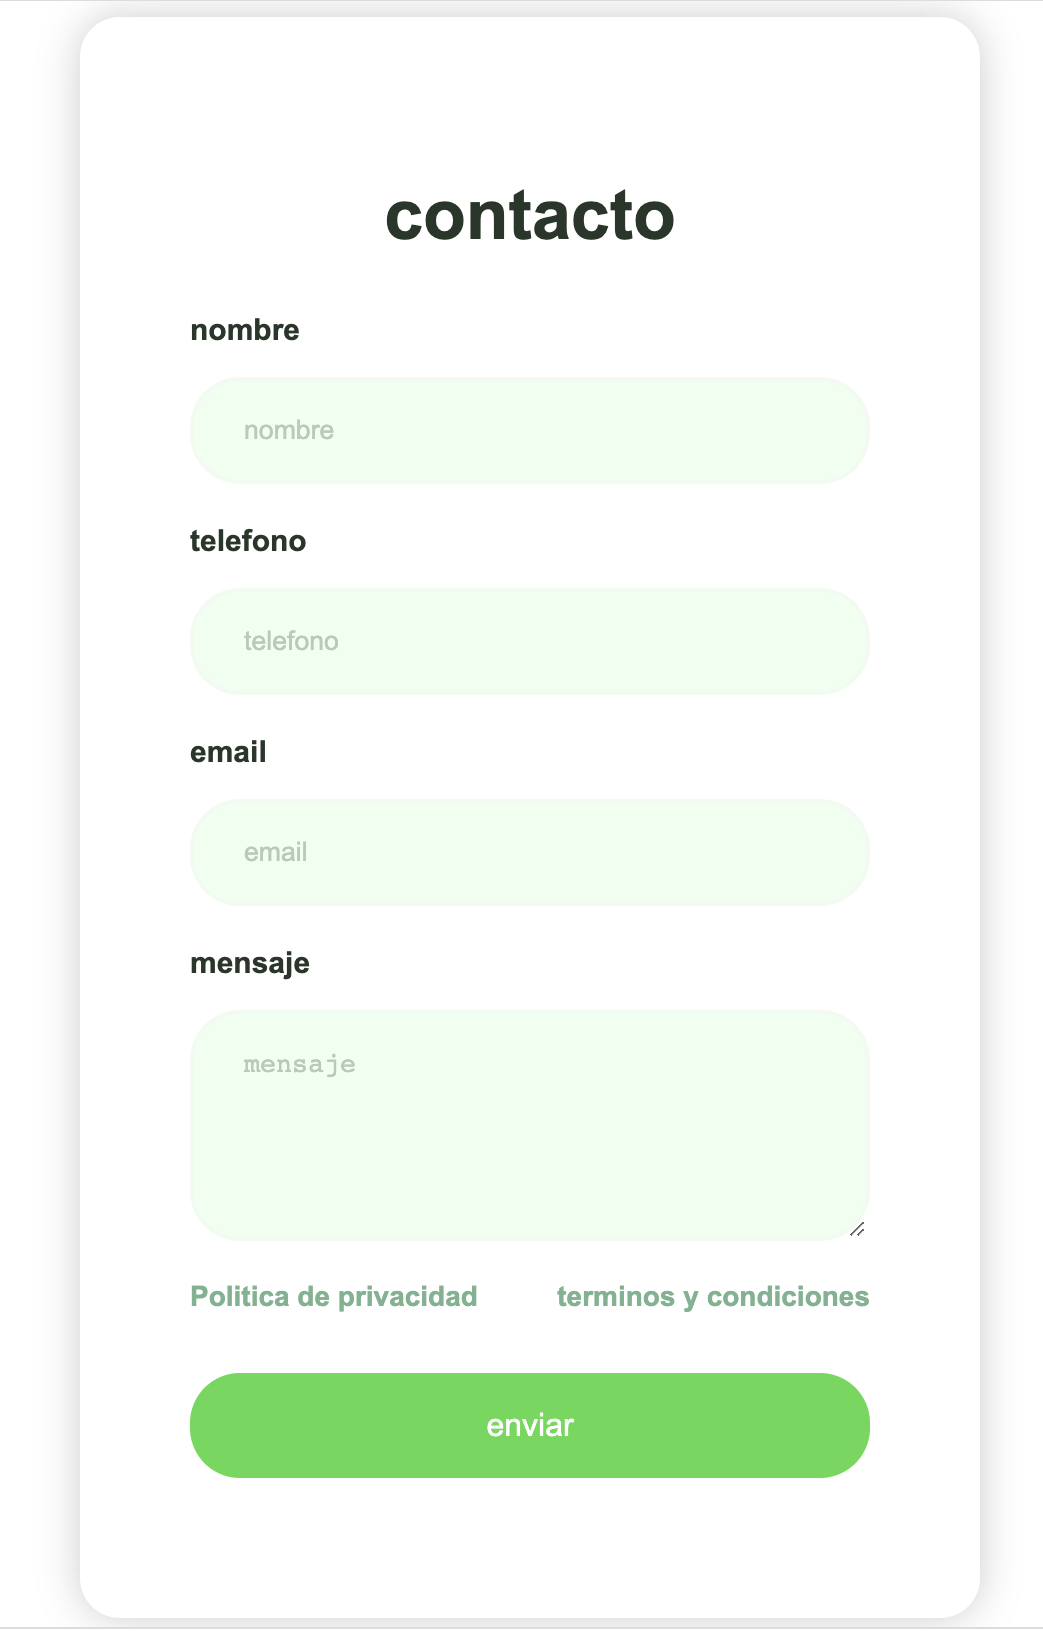 contacto
nombre
nombre
telefono
telefono
email
email
mensaje
mensaje
Politica de privacidad terminos y condiciones
enviar